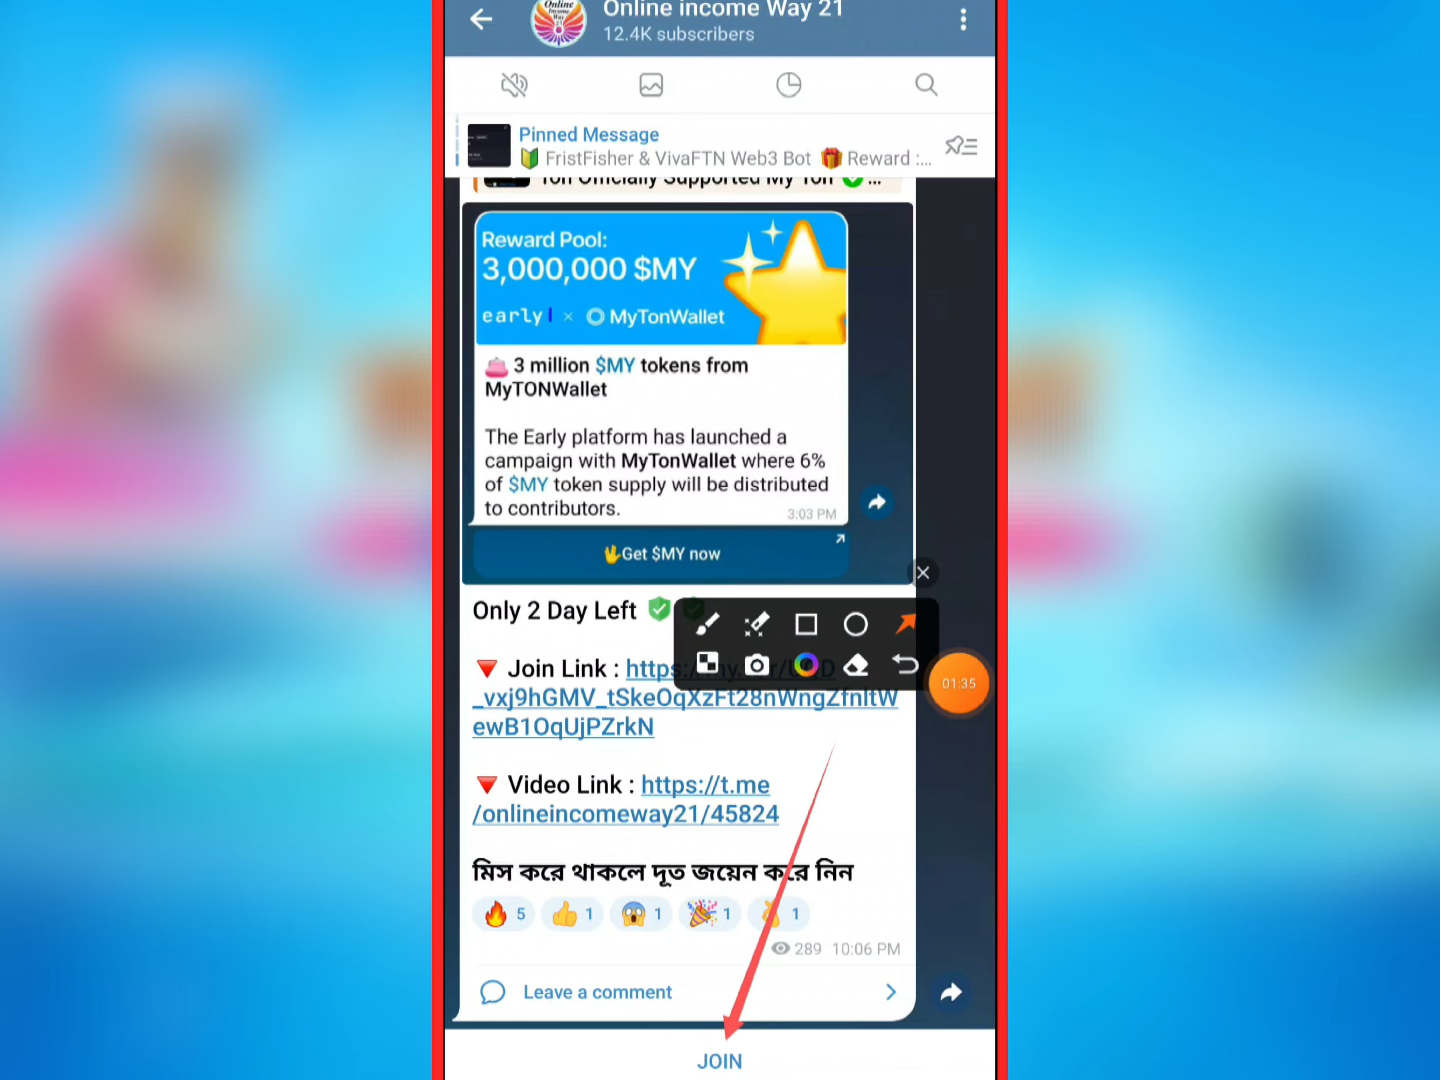 Online income Way 21
12.4K subscribers
Pinned Message
FristFisher & VivaFTN Web3 Bot 🎁 Reward :...
Ton Officially Supported My Ton ✅ ...
Reward Pool:
3,000,000 $MY
early × MyTonWallet
👛 3 million $MY tokens from
MyTONWallet
The Early platform has launched a
campaign with MyTonWallet where 6%
of $MY token supply will be distributed
to contributors.
3:03 PM
🖖Get $MY now
Only 2 Day Left
01:35
🔻 Join Link : https:/
_vxj9hGMV_tSkeOqXzFt28nWngZfnltW
ewB1OqUjPZrkN
🔻 Video Link : https://t.me
/onlineincomeway21/45824
মিস করে থাকলে দূত জয়েন করে নিন
🔥 5 👍 1 😱 1 🎉 1 1
289 10:06 PM
Leave a comment
JOIN